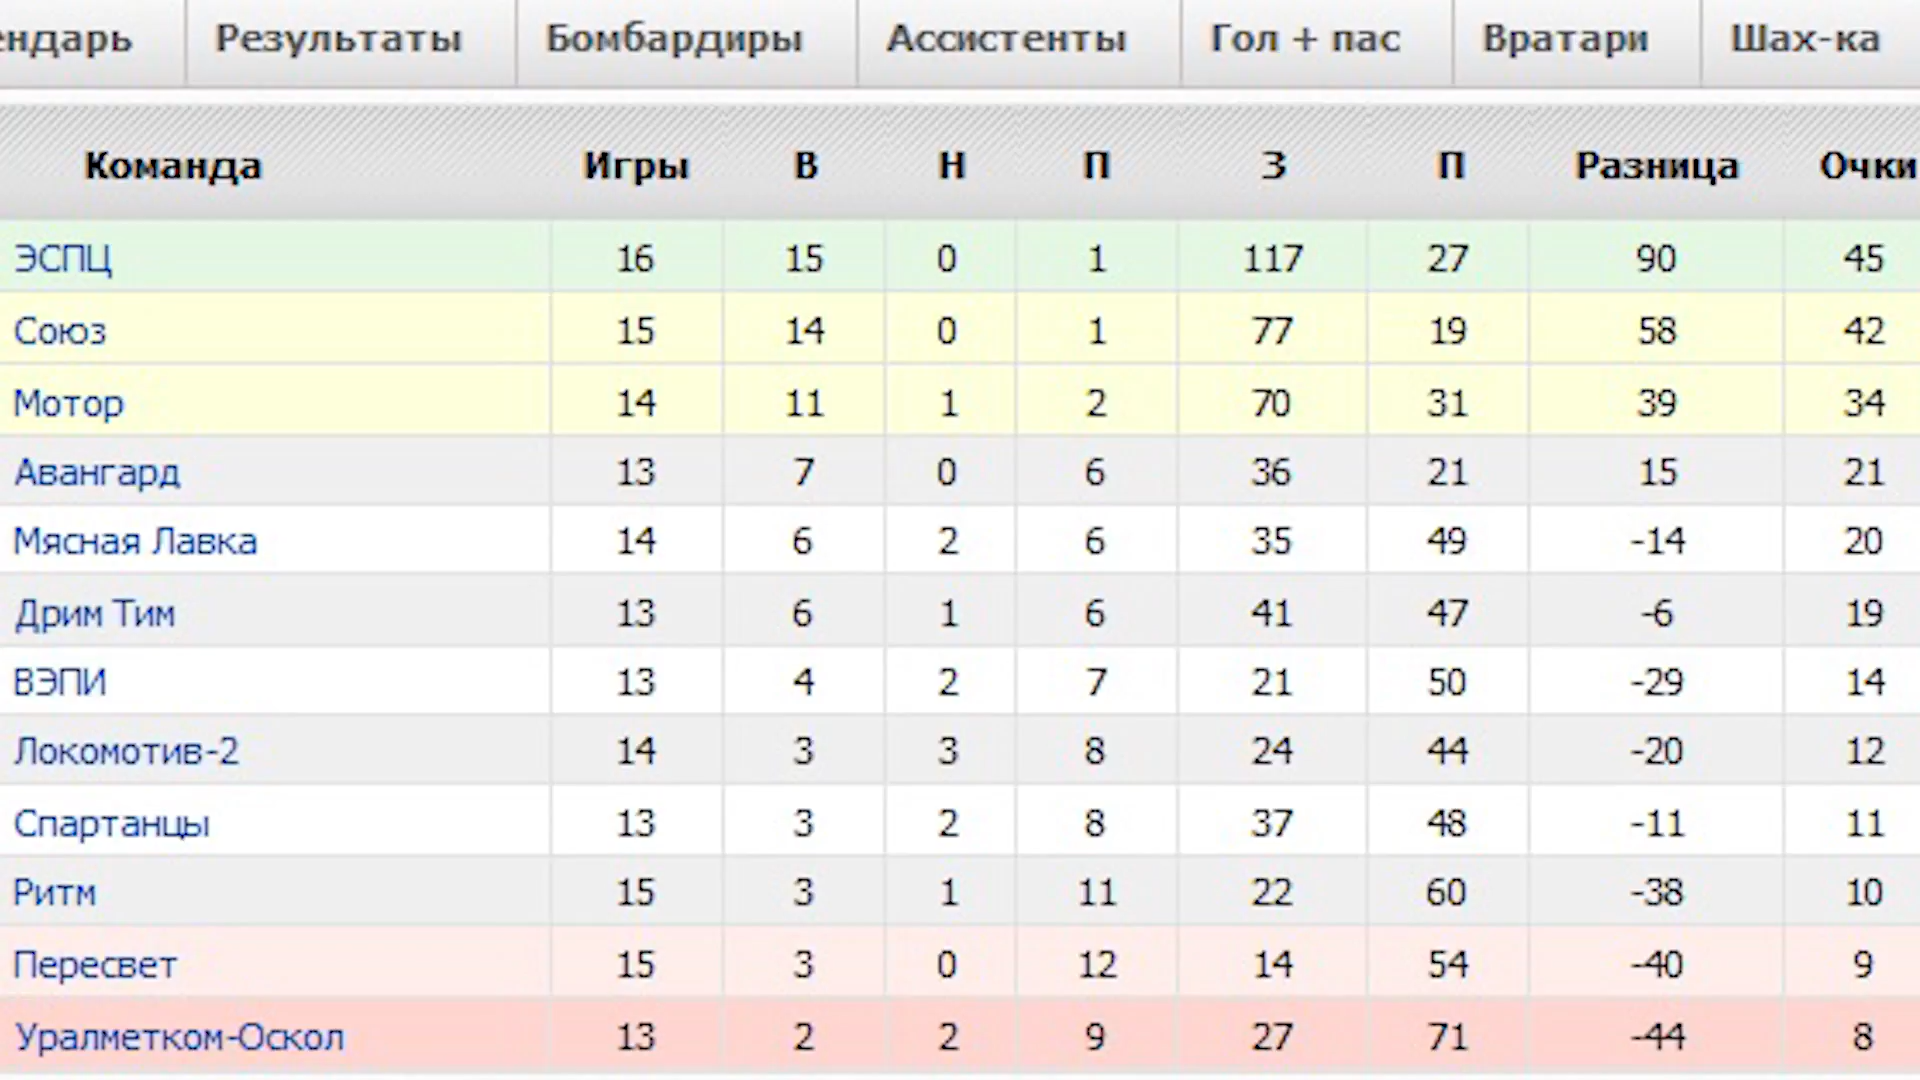 ендарь Результаты Бомбардиры Ассистенты Гол + пас Вратари Шах-ка
Команда Игры В Н П З П Разница Очки
ЭСПЦ 16 15 0 1 117 27 90 45
Союз 15 14 0 1 77 19 58 42
Мотор 14 11 1 2 70 31 39 34
Авангард 13 7 0 6 36 21 15 21
Мясная Лавка 14 6 2 6 35 49 -14 20
Дрим Тим 13 6 1 6 41 47 -6 19
ВЭПИ 13 4 2 7 21 50 -29 14
Локомотив-2 14 3 3 8 24 44 -20 12
Спартанцы 13 3 2 8 37 48 -11 11
Ритм 15 3 1 11 22 60 -38 10
Пересвет 15 3 0 12 14 54 -40 9
Уралметком-Оскол 13 2 2 9 27 71 -44 8